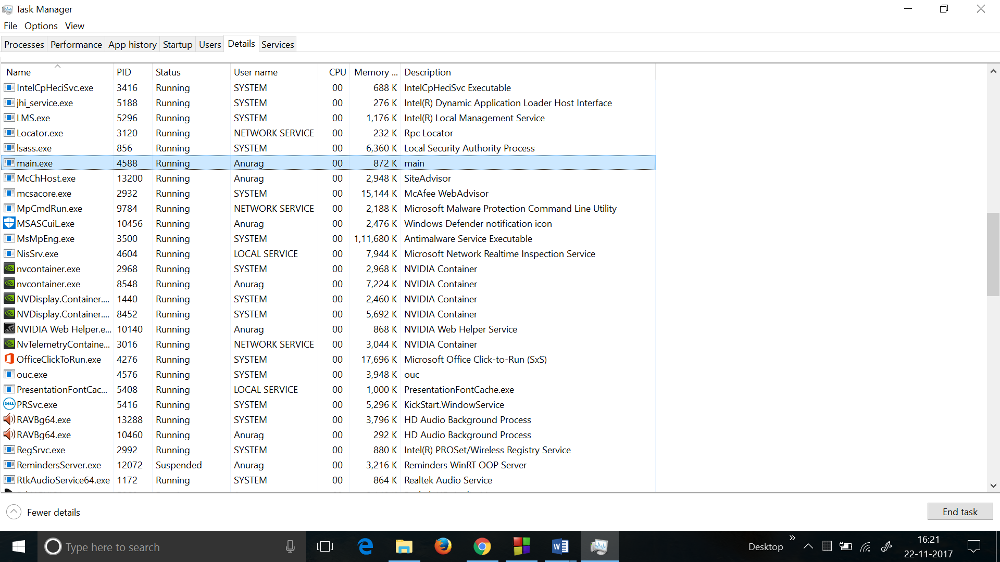 Task Manager
File Options View
Processes Performance App history Startup Users Details Services
Name PID Status User name CPU Memory ... Description
IntelCpHeciSvc.exe 3416 Running SYSTEM 00 688 K IntelCpHeciSvc Executable
jhi_service.exe 5188 Running SYSTEM 00 276 K Intel(R) Dynamic Application Loader Host Interface
LMS.exe 5296 Running SYSTEM 00 1,176 K Intel(R) Local Management Service
Locator.exe 3120 Running NETWORK SERVICE 00 232 K Rpc Locator
lsass.exe 856 Running SYSTEM 00 6,360 K Local Security Authority Process
main.exe 4588 Running Anurag 00 872 K main
McChHost.exe 13200 Running Anurag 00 2,948 K SiteAdvisor
mcsacore.exe 2932 Running SYSTEM 00 15,144 K McAfee WebAdvisor
MpCmdRun.exe 9784 Running NETWORK SERVICE 00 2,188 K Microsoft Malware Protection Command Line Utility
MSASCuiL.exe 10456 Running Anurag 00 2,476 K Windows Defender notification icon
MsMpEng.exe 3500 Running SYSTEM 00 1,11,680 K Antimalware Service Executable
NisSrv.exe 4604 Running LOCAL SERVICE 00 7,944 K Microsoft Network Realtime Inspection Service
nvcontainer.exe 2968 Running SYSTEM 00 2,968 K NVIDIA Container
nvcontainer.exe 8548 Running Anurag 00 7,224 K NVIDIA Container
NVDisplay.Container.... 1440 Running SYSTEM 00 2,460 K NVIDIA Container
NVDisplay.Container.... 8452 Running SYSTEM 00 5,692 K NVIDIA Container
NVIDIA Web Helper.e... 10140 Running Anurag 00 868 K NVIDIA Web Helper Service
NvTelemetryContaine... 3016 Running NETWORK SERVICE 00 3,044 K NVIDIA Container
OfficeClickToRun.exe 4276 Running SYSTEM 00 17,696 K Microsoft Office Click-to-Run (SxS)
ouc.exe 4576 Running SYSTEM 00 3,948 K ouc
PresentationFontCac... 5408 Running LOCAL SERVICE 00 1,000 K PresentationFontCache.exe
DELL PRSvc.exe 5416 Running SYSTEM 00 5,296 K KickStart.WindowService
RAVBg64.exe 13288 Running SYSTEM 00 3,796 K HD Audio Background Process
RAVBg64.exe 10460 Running Anurag 00 292 K HD Audio Background Process
RegSrvc.exe 2992 Running SYSTEM 00 880 K Intel(R) PROSet/Wireless Registry Service
RemindersServer.exe 12072 Suspended Anurag 00 3,216 K Reminders WinRT OOP Server
RtkAudioService64.exe 1172 Running SYSTEM 00 864 K Realtek Audio Service
Fewer details End task
Type here to search Desktop 16:21
22-11-2017